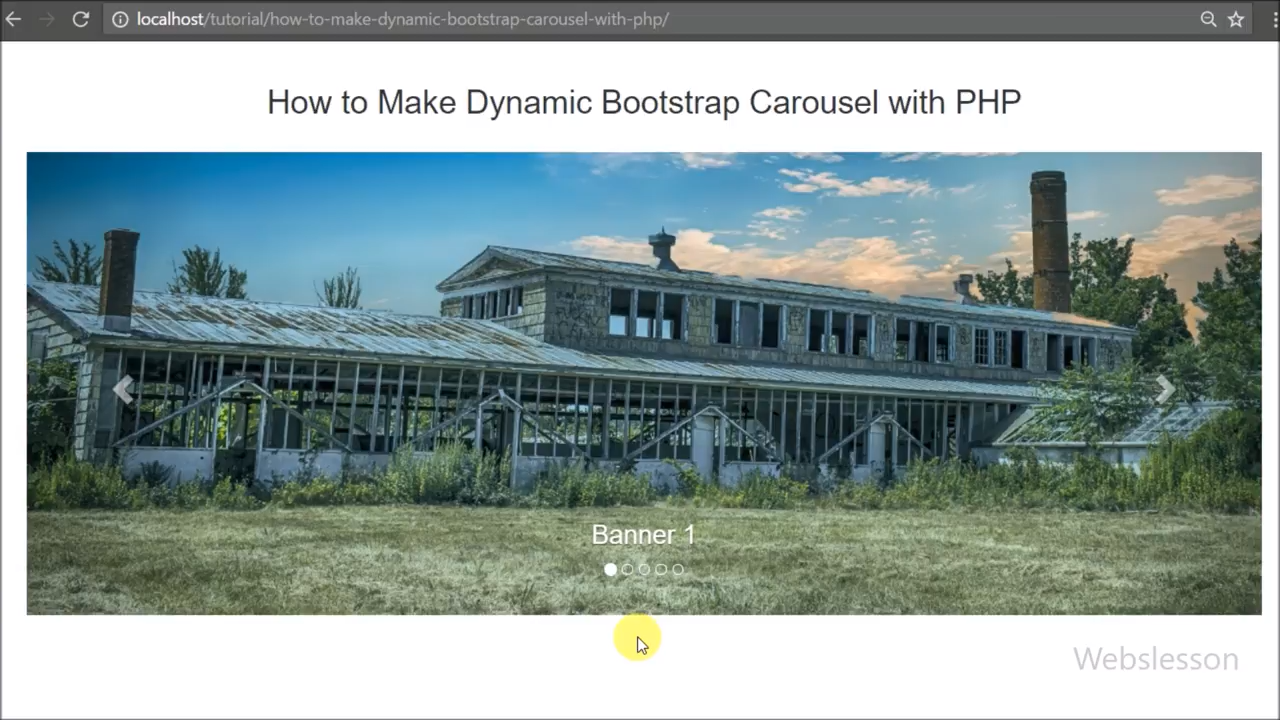 localhost/tutorial/how-to-make-dynamic-bootstrap-carousel-with-php/
How to Make Dynamic Bootstrap Carousel with PHP
Banner 1
Webslesson